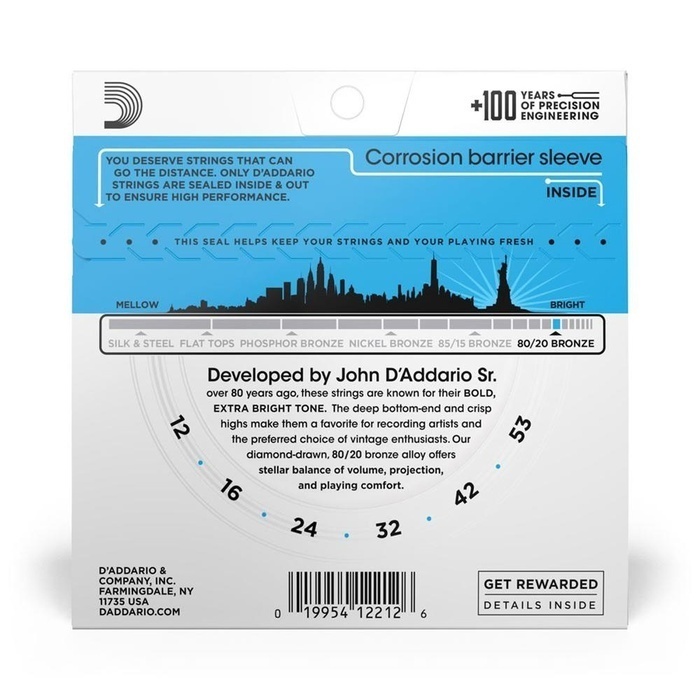 +100 YEARS
OF PRECISION
ENGINEERING
YOU DESERVE STRINGS THAT CAN
GO THE DISTANCE. ONLY D'ADDARIO
STRINGS ARE SEALED INSIDE & OUT
TO ENSURE HIGH PERFORMANCE.
Corrosion barrier sleeve
INSIDE
THIS SEAL HELPS KEEP YOUR STRINGS AND YOUR PLAYING FRESH
MELLOW BRIGHT
SILK & STEEL FLAT TOPS PHOSPHOR BRONZE NICKEL BRONZE 85/15 BRONZE 80/20 BRONZE
Developed by John D'Addario Sr.
over 80 years ago, these strings are known for their BOLD,
EXTRA BRIGHT TONE. The deep bottom-end and crisp
highs make them a favorite for recording artists and
the preferred choice of vintage enthusiasts. Our
diamond-drawn, 80/20 bronze alloy offers
stellar balance of volume, projection,
and playing comfort.
12 • 16 • 24 • 32 • 42 • 53
D'ADDARIO &
COMPANY, INC.
FARMINGDALE, NY
11735 USA
DADDARIO.COM
0 19954 12212 6
GET REWARDED
DETAILS INSIDE